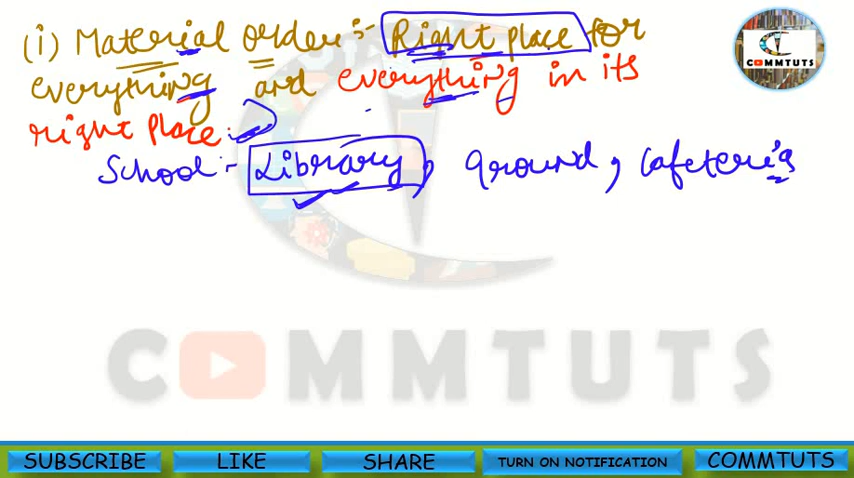 (i) Material order :- Right place for
everything and everything in its
right place.
School :- Library, ground, Cafeteria
COMMTUTS
COMMTUTS
SUBSCRIBE LIKE SHARE TURN ON NOTIFICATION COMMTUTS